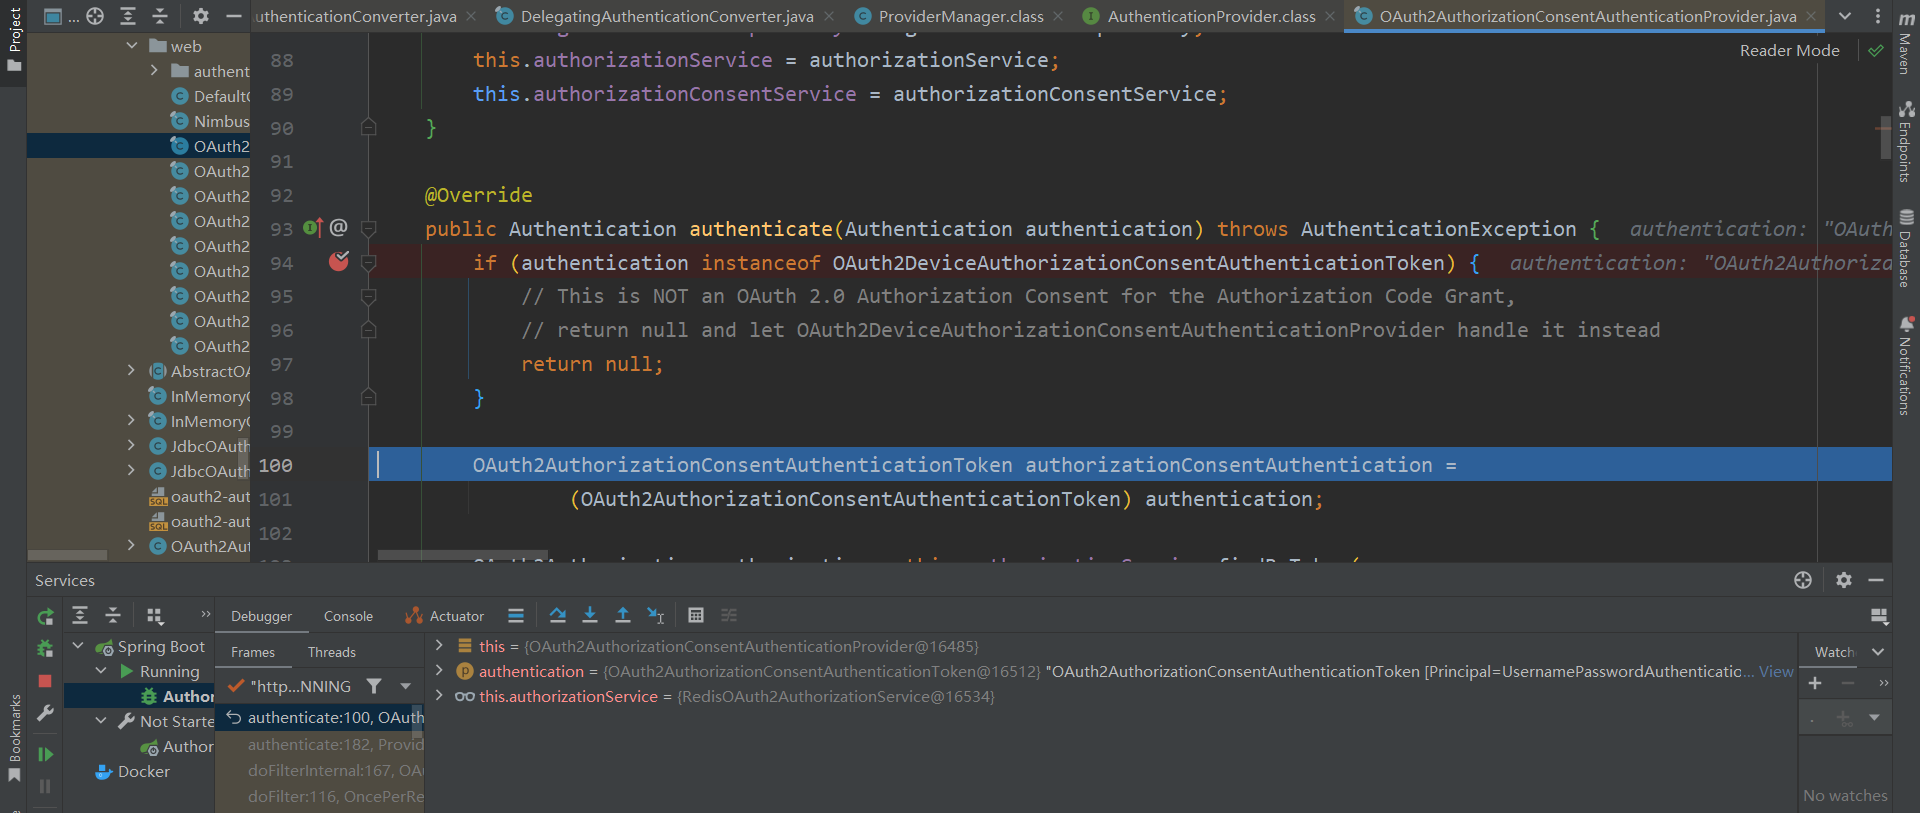 Project
...
uthenticationConverter.java
DelegatingAuthenticationConverter.java
ProviderManager.class
AuthenticationProvider.class
OAuth2AuthorizationConsentAuthenticationProvider.java
Reader Mode
web
authent
Default
Nimbus
OAuth2
OAuth2
OAuth2
OAuth2
OAuth2
OAuth2
OAuth2
OAuth2
OAuth2
AbstractOA
InMemory
InMemory
JdbcOAuth
JdbcOAuth
oauth2-aut
oauth2-aut
OAuth2Aut
88 this.authorizationService = authorizationService;
89 this.authorizationConsentService = authorizationConsentService;
90 }
91
92 @Override
93 public Authentication authenticate(Authentication authentication) throws AuthenticationException { authentication: "OAuth
94 if (authentication instanceof OAuth2DeviceAuthorizationConsentAuthenticationToken) { authentication: "OAuth2Authoriza
95 // This is NOT an OAuth 2.0 Authorization Consent for the Authorization Code Grant,
96 // return null and let OAuth2DeviceAuthorizationConsentAuthenticationProvider handle it instead
97 return null;
98 }
99
100 OAuth2AuthorizationConsentAuthenticationToken authorizationConsentAuthentication =
101 (OAuth2AuthorizationConsentAuthenticationToken) authentication;
102
Maven
Endpoints
Database
Notifications
Bookmarks
Services
Debugger
Console
Actuator
Spring Boot
Running
Author
Not Starte
Author
Docker
Frames
Threads
"http...NNING
authenticate:100, OAuth
authenticate:182, Provid
doFilterInternal:167, OAu
doFilter:116, OncePerRe
this = {OAuth2AuthorizationConsentAuthenticationProvider@16485}
authentication = {OAuth2AuthorizationConsentAuthenticationToken@16512} "OAuth2AuthorizationConsentAuthenticationToken [Principal=UsernamePasswordAuthenticatio... View
this.authorizationService = {RedisOAuth2AuthorizationService@16534}
Watch
No watches